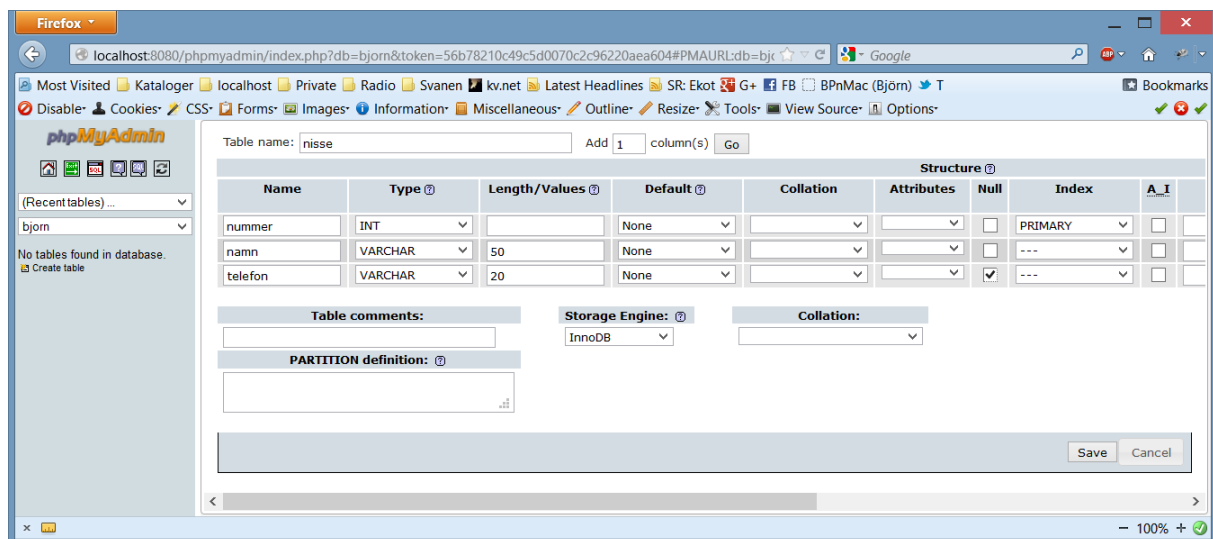 Firefox
localhost:8080/phpmyadmin/index.php?db=bjorn&token=56b78210c49c5d0070c2c96220aea604#PMAURL:db=bjc Google
Most Visited Kataloger localhost Private Radio Svanen kv.net Latest Headlines SR: Ekot G+ FB BPnMac (Björn) T Bookmarks
Disable Cookies CSS Forms Images Information Miscellaneous Outline Resize Tools View Source Options
phpMyAdmin
(Recent tables) ...
bjorn
No tables found in database.
Create table
Table name: nisse Add 1 column(s) Go
Structure
Name Type Length/Values Default Collation Attributes Null Index A_I
nummer INT None PRIMARY
namn VARCHAR 50 None ---
telefon VARCHAR 20 None ---
Table comments: Storage Engine: Collation:
InnoDB
PARTITION definition:
Save Cancel
100%